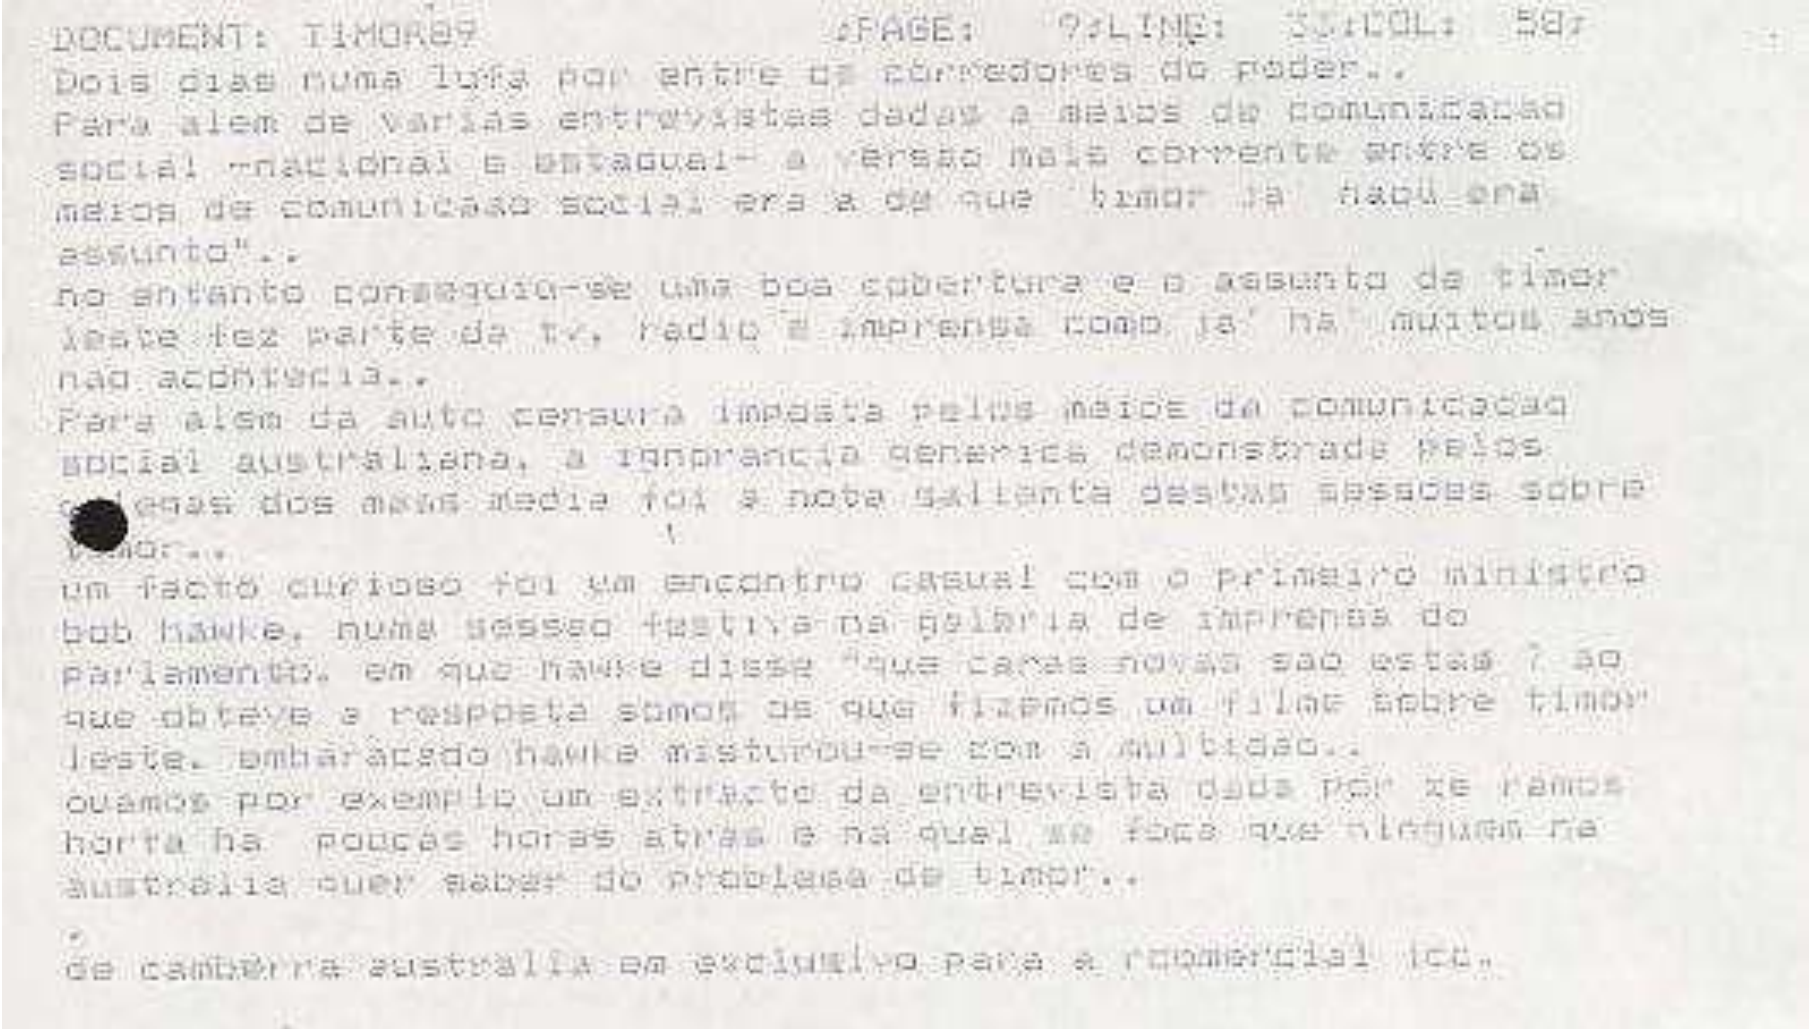 DOCUMENT: TIMOR89 :PAGE: 9:LINE: 33:COL: 58:
Dois dias numa lufa por entre os corredores do poder..
Para alem de varias entrevistas dadas a meios de comunicacao
social -nacional e estadual- a versao mais corrente entre os
meios de comunicasao social era a de que timor ja naou era
assunto"..
no entanto conseguiu-se uma boa cobertura e o assunto de timor
leste fez parte da tv, radio e imprensa como ja' ha' muitos anos
nao acontecia..
Para alem da auto censura imposta pelos meios da comunicacao
social australiana, a ignorancia generica demonstrada pelos
dos mass media foi a nota salienta destas sessoes sobre
timor..
um facto curioso foi um encontro casual com o primeiro ministro
bob hawke, numa sessao festiva na galeria de imprensa do
parlamento, em que hawke disse "que caras novas sao estas ? ao
que obteve a resposta somos os que fizemos um filme sobre timor
leste. embaracado hawke misturou-se com a multidao..
ouamos por exemplo um extracto da entrevista dada por ze ramos
horta ha poucas horas atras e na qual se foca que ninguem na
australia quer saber do problema de timor..
.
de camberra australia em exclusivo para a rcomercial